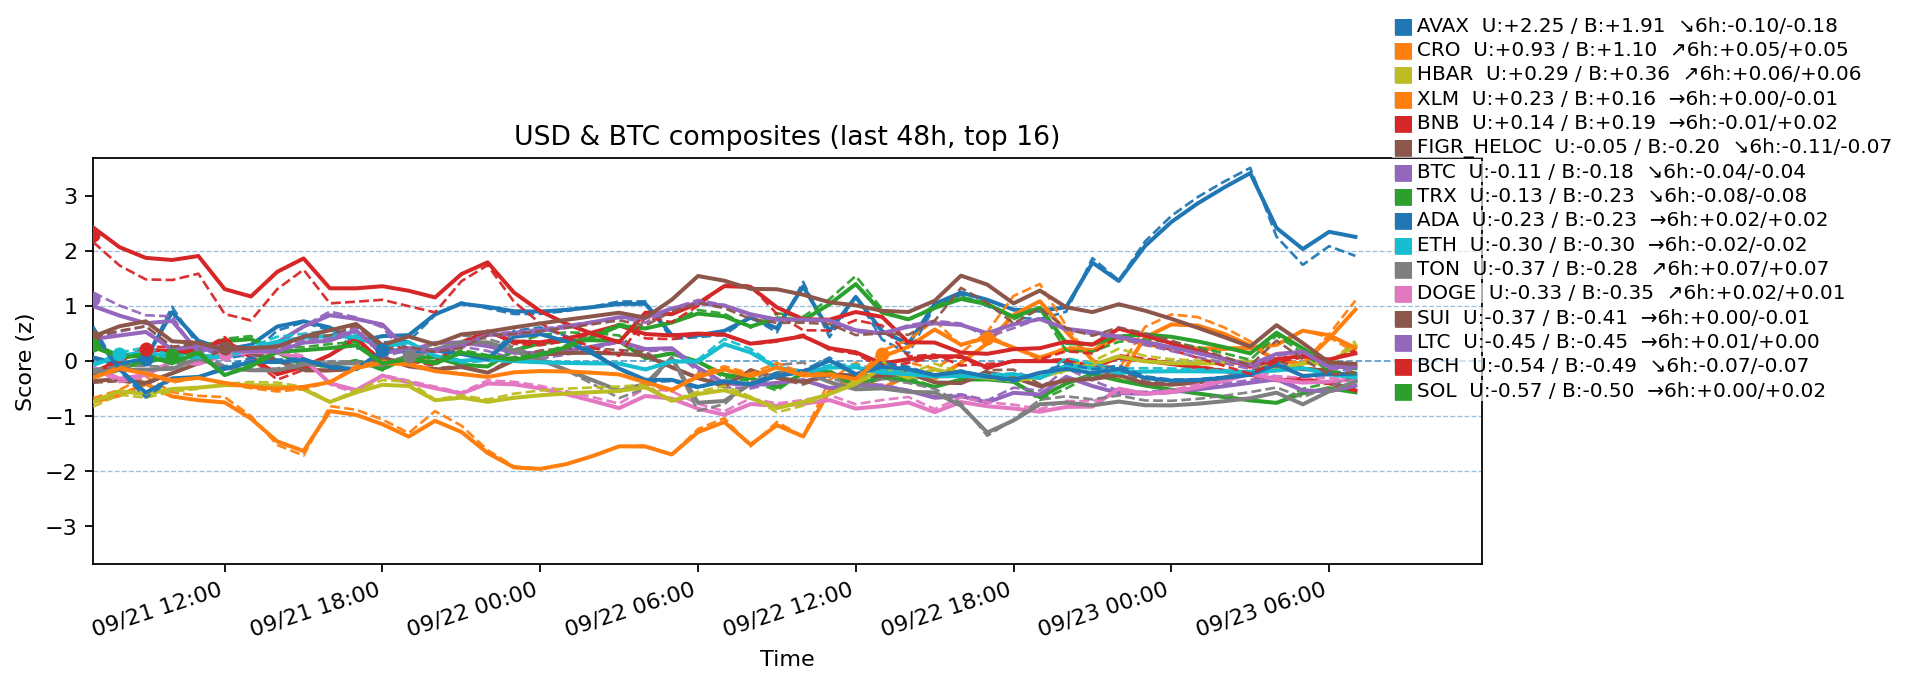 AVAX U:+2.25 / B:+1.91 ↘6h:-0.10/-0.18
CRO U:+0.93 / B:+1.10 ↗6h:+0.05/+0.05
HBAR U:+0.29 / B:+0.36 ↗6h:+0.06/+0.06
XLM U:+0.23 / B:+0.16 →6h:+0.00/-0.01
BNB U:+0.14 / B:+0.19 →6h:-0.01/+0.02
FIGR_HELOC U:-0.05 / B:-0.20 ↘6h:-0.11/-0.07
BTC U:-0.11 / B:-0.18 ↘6h:-0.04/-0.04
TRX U:-0.13 / B:-0.23 ↘6h:-0.08/-0.08
ADA U:-0.23 / B:-0.23 →6h:+0.02/+0.02
ETH U:-0.30 / B:-0.30 →6h:-0.02/-0.02
TON U:-0.37 / B:-0.28 ↗6h:+0.07/+0.07
DOGE U:-0.33 / B:-0.35 ↗6h:+0.02/+0.01
SUI U:-0.37 / B:-0.41 →6h:+0.00/-0.01
LTC U:-0.45 / B:-0.45 →6h:+0.01/+0.00
BCH U:-0.54 / B:-0.49 ↘6h:-0.07/-0.07
SOL U:-0.57 / B:-0.50 →6h:+0.00/+0.02
USD & BTC composites (last 48h, top 16)
Score (z)
3
2
1
0
−1
−2
−3
09/21 12:00
09/21 18:00
09/22 00:00
09/22 06:00
09/22 12:00
09/22 18:00
09/23 00:00
09/23 06:00
Time